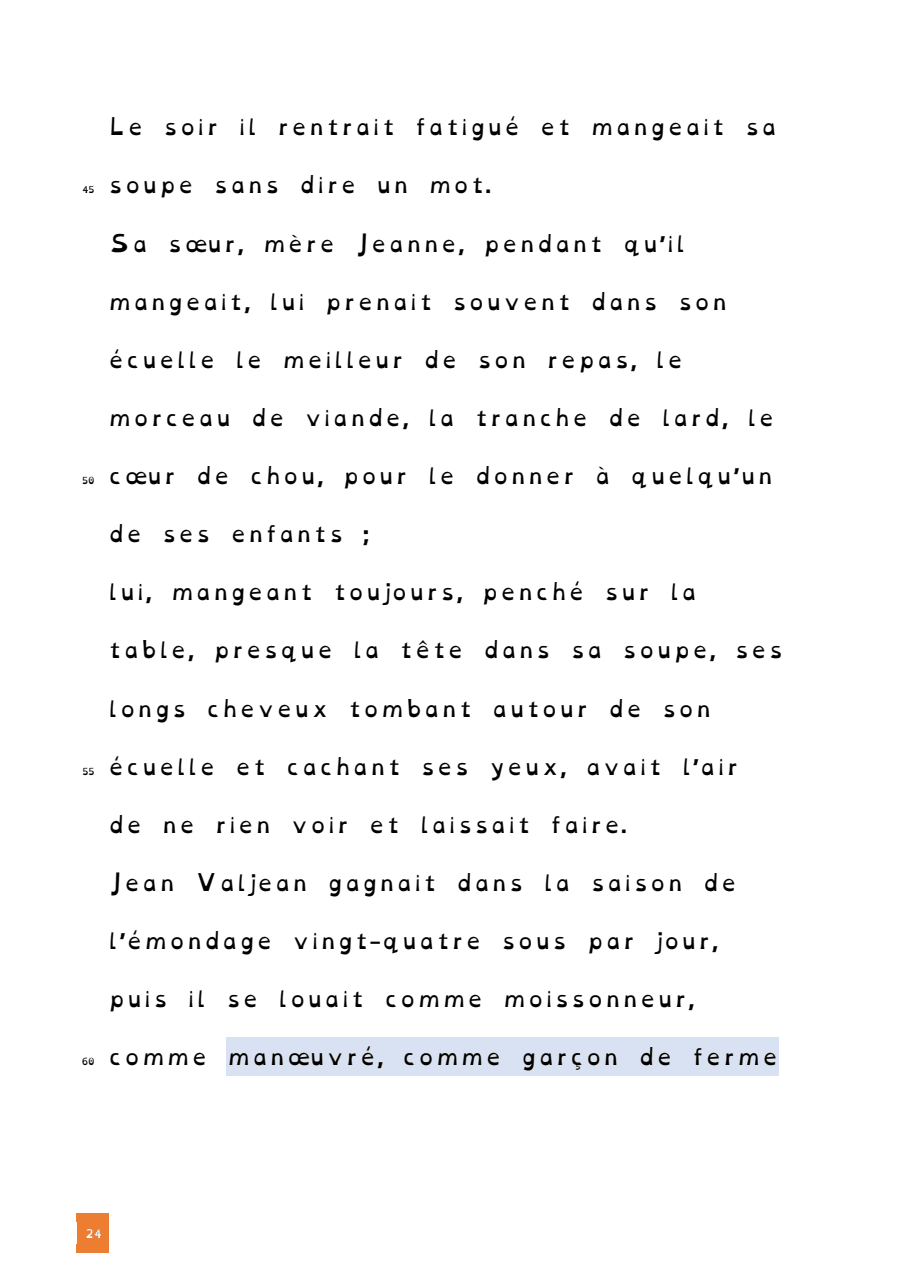 Le soir il rentrait fatigué et mangeait sa
45 soupe sans dire un mot.
Sa sœur, mère Jeanne, pendant qu'il
mangeait, lui prenait souvent dans son
écuelle le meilleur de son repas, le
morceau de viande, la tranche de lard, le
50 cœur de chou, pour le donner à quelqu'un
de ses enfants ;
lui, mangeant toujours, penché sur la
table, presque la tête dans sa soupe, ses
longs cheveux tombant autour de son
55 écuelle et cachant ses yeux, avait l'air
de ne rien voir et laissait faire.
Jean Valjean gagnait dans la saison de
l'émondage vingt-quatre sous par jour,
puis il se louait comme moissonneur,
60 comme manœuvré, comme garçon de ferme
24